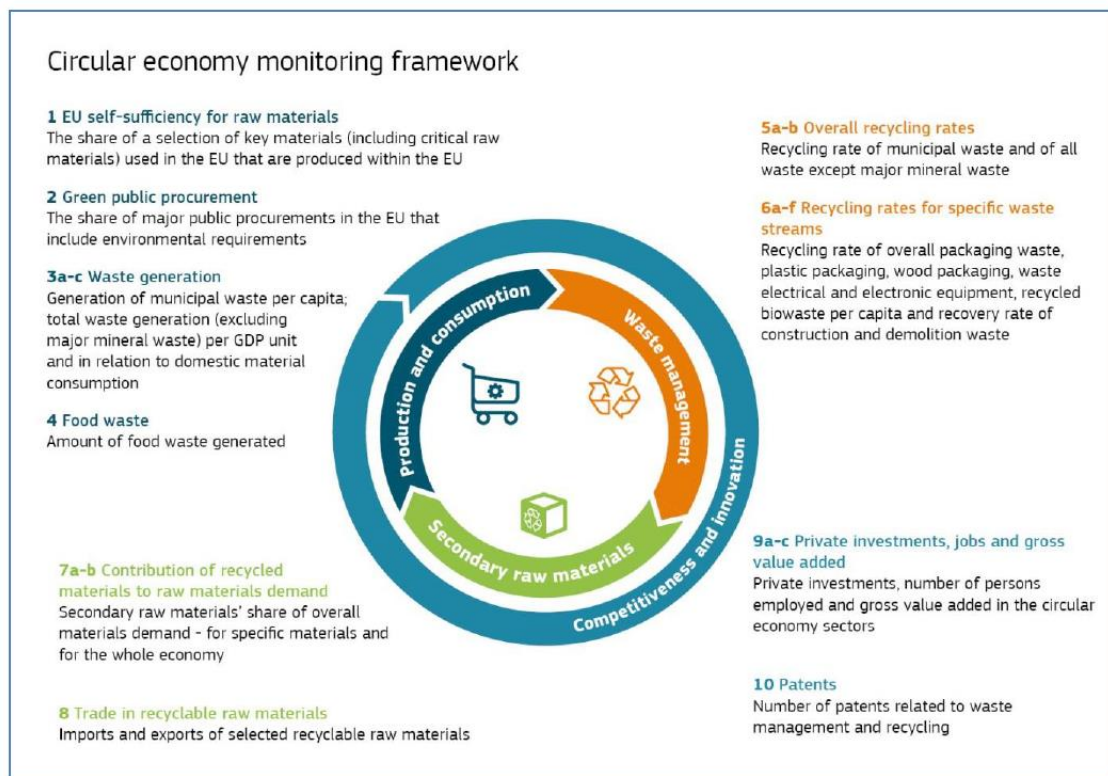 Circular economy monitoring framework
1 EU self-sufficiency for raw materials
The share of a selection of key materials (including critical raw
materials) used in the EU that are produced within the EU
2 Green public procurement
The share of major public procurements in the EU that
include environmental requirements
3a-c Waste generation
Generation of municipal waste per capita;
total waste generation (excluding
major mineral waste) per GDP unit
and in relation to domestic material
consumption
4 Food waste
Amount of food waste generated
5a-b Overall recycling rates
Recycling rate of municipal waste and of all
waste except major mineral waste
6a-f Recycling rates for specific waste
streams
Recycling rate of overall packaging waste,
plastic packaging, wood packaging, waste
electrical and electronic equipment, recycled
biowaste per capita and recovery rate of
construction and demolition waste
Production and consumption
Waste management
Secondary raw materials
Competitiveness and innovation
7a-b Contribution of recycled
materials to raw materials demand
Secondary raw materials' share of overall
materials demand - for specific materials and
for the whole economy
8 Trade in recyclable raw materials
Imports and exports of selected recyclable raw materials
9a-c Private investments, jobs and gross
value added
Private investments, number of persons
employed and gross value added in the circular
economy sectors
10 Patents
Number of patents related to waste
management and recycling